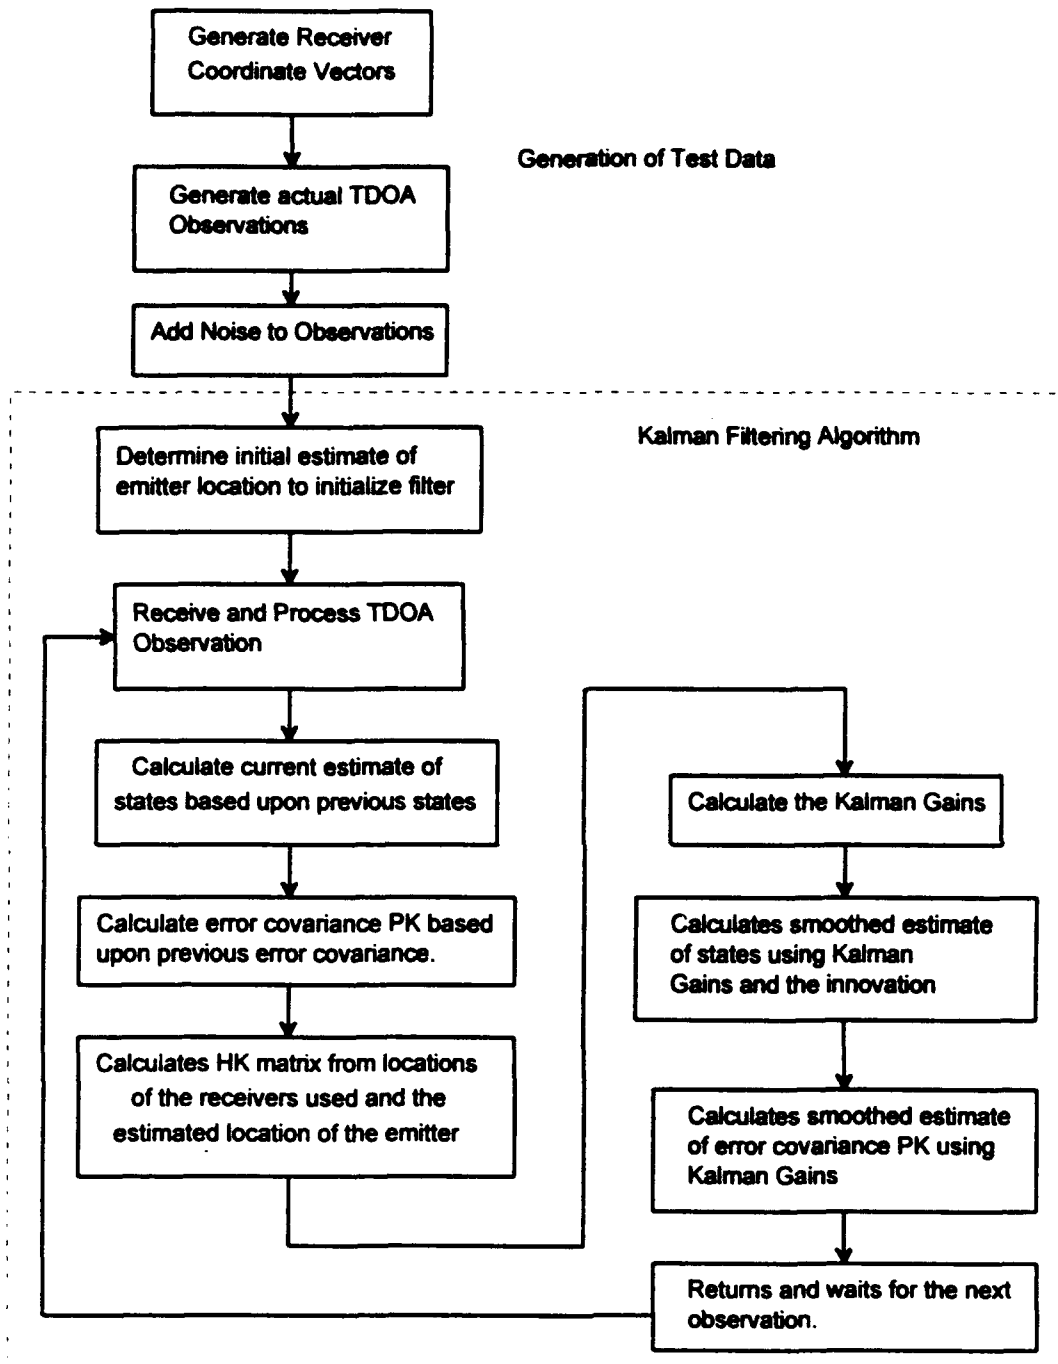 Generate Receiver
Coordinate Vectors
Generation of Test Data
Generate actual TDOA
Observations
Add Noise to Observations
Kalman Filtering Algorithm
Determine initial estimate of
emitter location to initialize filter
Receive and Process TDOA
Observation
Calculate current estimate of
states based upon previous states
Calculate error covariance PK based
upon previous error covariance.
Calculates HK matrix from locations
of the receivers used and the
estimated location of the emitter
Calculate the Kalman Gains
Calculates smoothed estimate
of states using Kalman
Gains and the innovation
Calculates smoothed estimate
of error covariance PK using
Kalman Gains
Returns and waits for the next
observation.